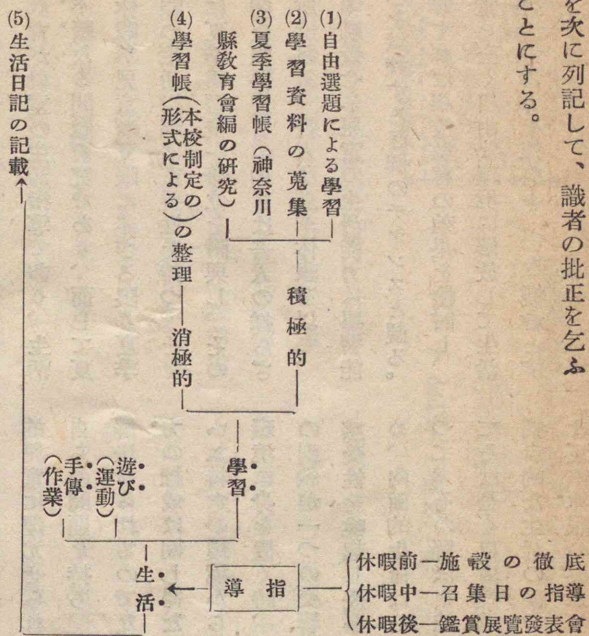 を次に列記して、識者の批正を乞ふ
ことにする。
(1)自由選題による學習
(2)學習資料の蒐集
(3)夏季學習帳(神奈川
縣敎育會編の硏究)
積極的
(4)學習帳(本校制定の
形式による)の整理
消極的
(5)生活日記の記載
學習
遊び
(運動)
手傳
(作業)
生活
指導
休暇前―施設の徹底
休暇中―召集日の指導
休暇後―鑑賞展覽發表會